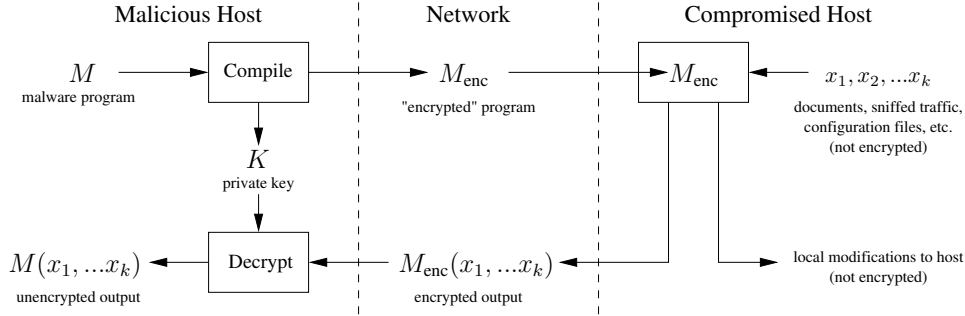 Malicious Host
Network
Compromised Host
M
malware program
Compile
M_enc
"encrypted" program
M_enc
x_1, x_2, ...x_k
documents, sniffed traffic,
configuration files, etc.
(not encrypted)
K
private key
M(x_1, ...x_k)
unencrypted output
Decrypt
M_enc(x_1, ...x_k)
encrypted output
local modifications to host
(not encrypted)